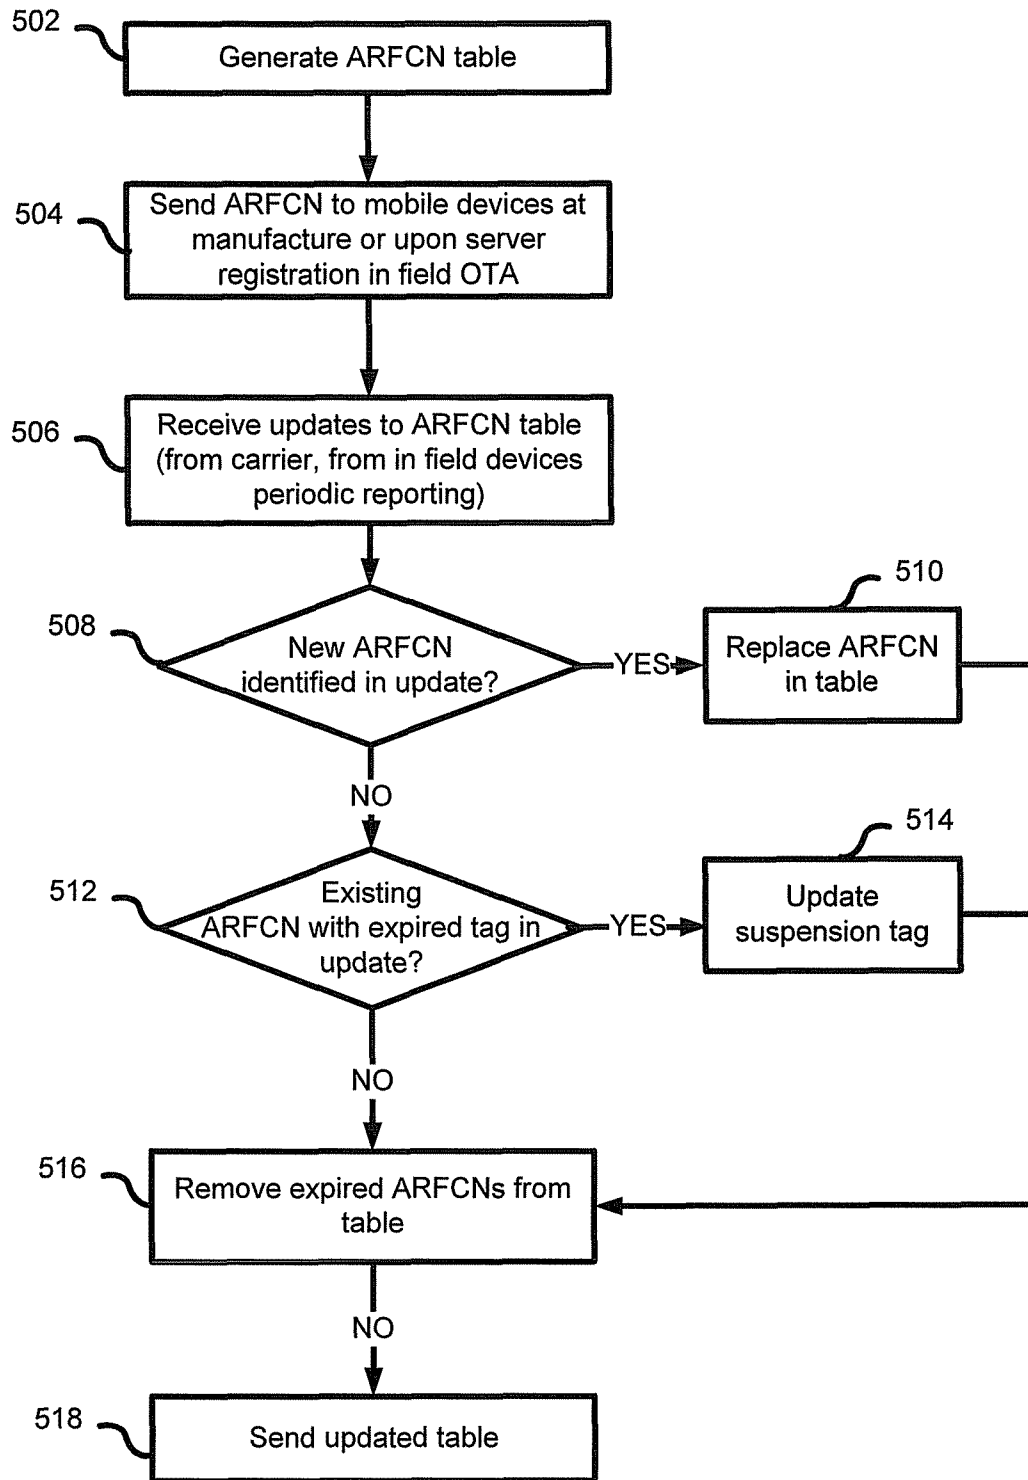 502
Generate ARFCN table
504
Send ARFCN to mobile devices at
manufacture or upon server
registration in field OTA
506
Receive updates to ARFCN table
(from carrier, from in field devices
periodic reporting)
508
New ARFCN
identified in update?
YES
510
Replace ARFCN
in table
NO
512
Existing
ARFCN with expired tag in
update?
YES
514
Update
suspension tag
NO
516
Remove expired ARFCNs from
table
NO
518
Send updated table